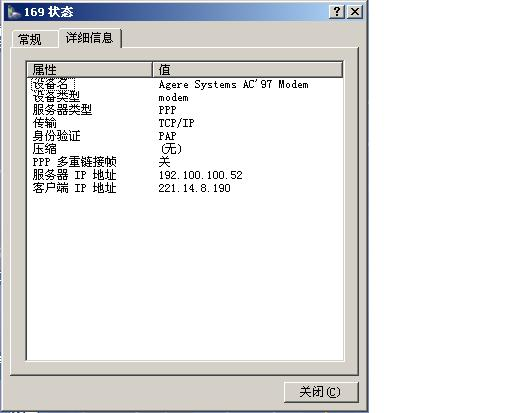 169 状态
常规 详细信息
属性 值
设备名 Agere Systems AC'97 Modem
设备类型 modem
服务器类型 PPP
传输 TCP/IP
身份验证 PAP
压缩 (无)
PPP 多重链接帧 关
服务器 IP 地址 192.100.100.52
客户端 IP 地址 221.14.8.190
关闭(C)